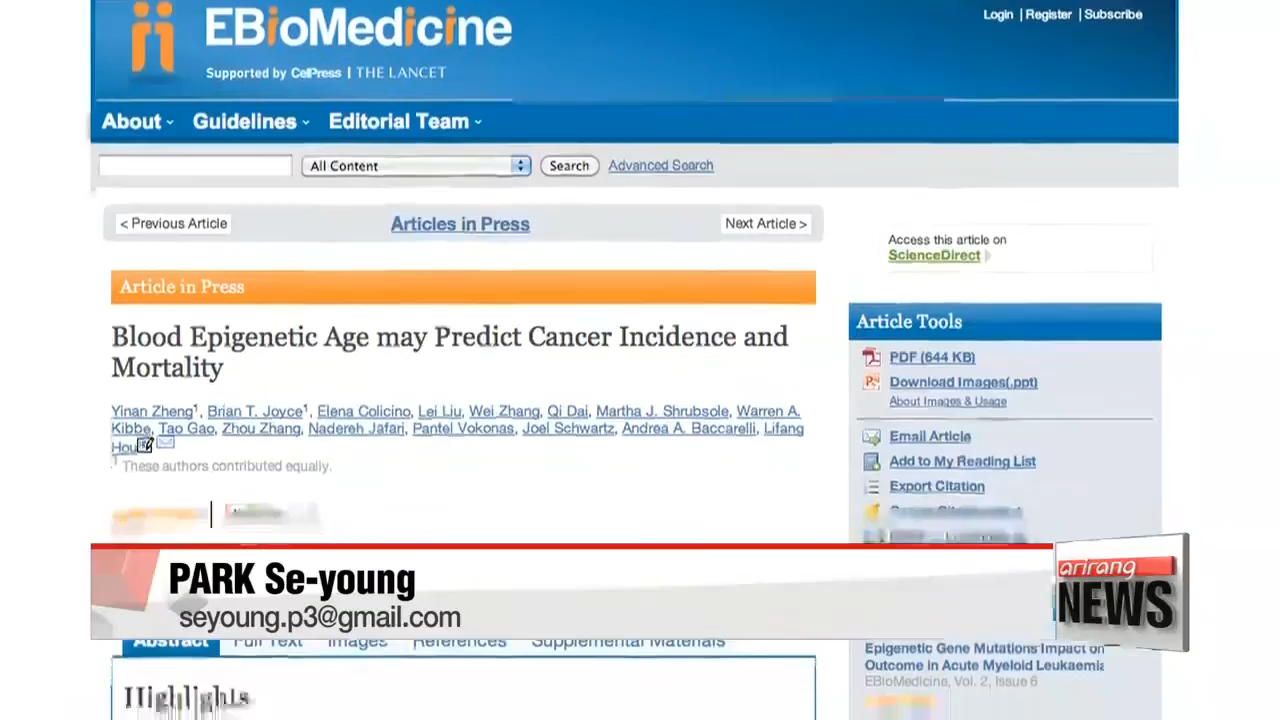 EBioMedicine
Login | Register | Subscribe
Supported by CellPress | THE LANCET
About
Guidelines
Editorial Team
All Content
Search
Advanced Search
< Previous Article
Articles in Press
Next Article >
Access this article on
ScienceDirect
Article in Press
Blood Epigenetic Age may Predict Cancer Incidence and
Mortality
Yinan Zheng¹, Brian T. Joyce¹, Elena Colicino, Lei Liu, Wei Zhang, Qi Dai, Martha J. Shrubsole, Warren A.
Kibbe, Tao Gao, Zhou Zhang, Nadereh Jafari, Pantel Vokonas, Joel Schwartz, Andrea A. Baccarelli, Lifang
Hou
¹ These authors contributed equally.
Article Tools
PDF (644 KB)
Download Images(.ppt)
About Images & Usage
Email Article
Add to My Reading List
Export Citation
PARK Se-young
seyoung.p3@gmail.com
arirang
NEWS
Abstract
Full Text
Images
References
Supplemental Materials
Highlights
Epigenetic Gene Mutations Impact on
Outcome in Acute Myeloid Leukaemia
EBioMedicine, Vol. 2, Issue 6